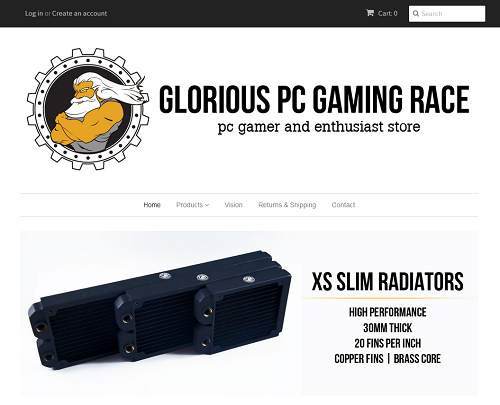 Log in or Create an account
Cart: 0
Search
GLORIOUS PC GAMING RACE
pc gamer and enthusiast store
Home Products Vision Returns & Shipping Contact
XS SLIM RADIATORS
HIGH PERFORMANCE
30MM THICK
20 FINS PER INCH
COPPER FINS | BRASS CORE